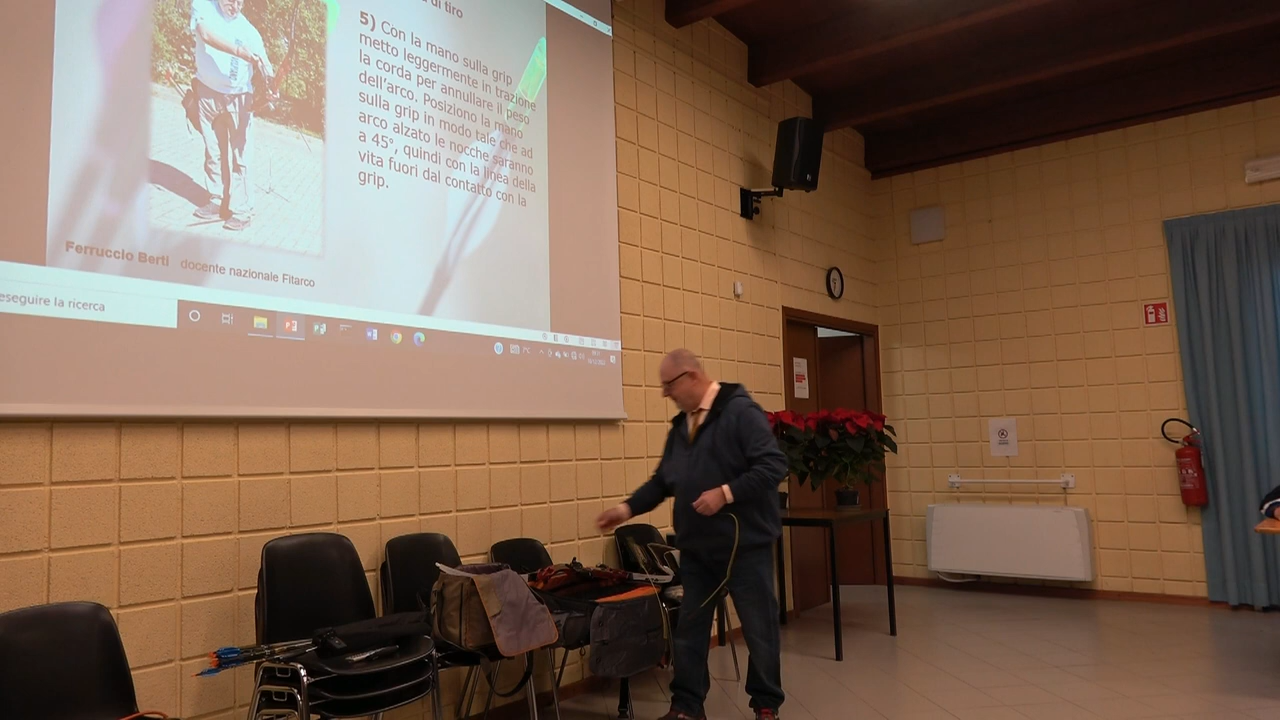 di tiro
5) Con la mano sulla grip
metto leggermente in trazione
la corda per annullare il peso
dell'arco. Posiziono la mano
sulla grip in modo tale che ad
arco alzato le nocche saranno
a 45°, quindi con la linea della
vita fuori dal contatto con la
grip.
Ferruccio Berti docente nazionale Fitarco
eseguire la ricerca
7°C